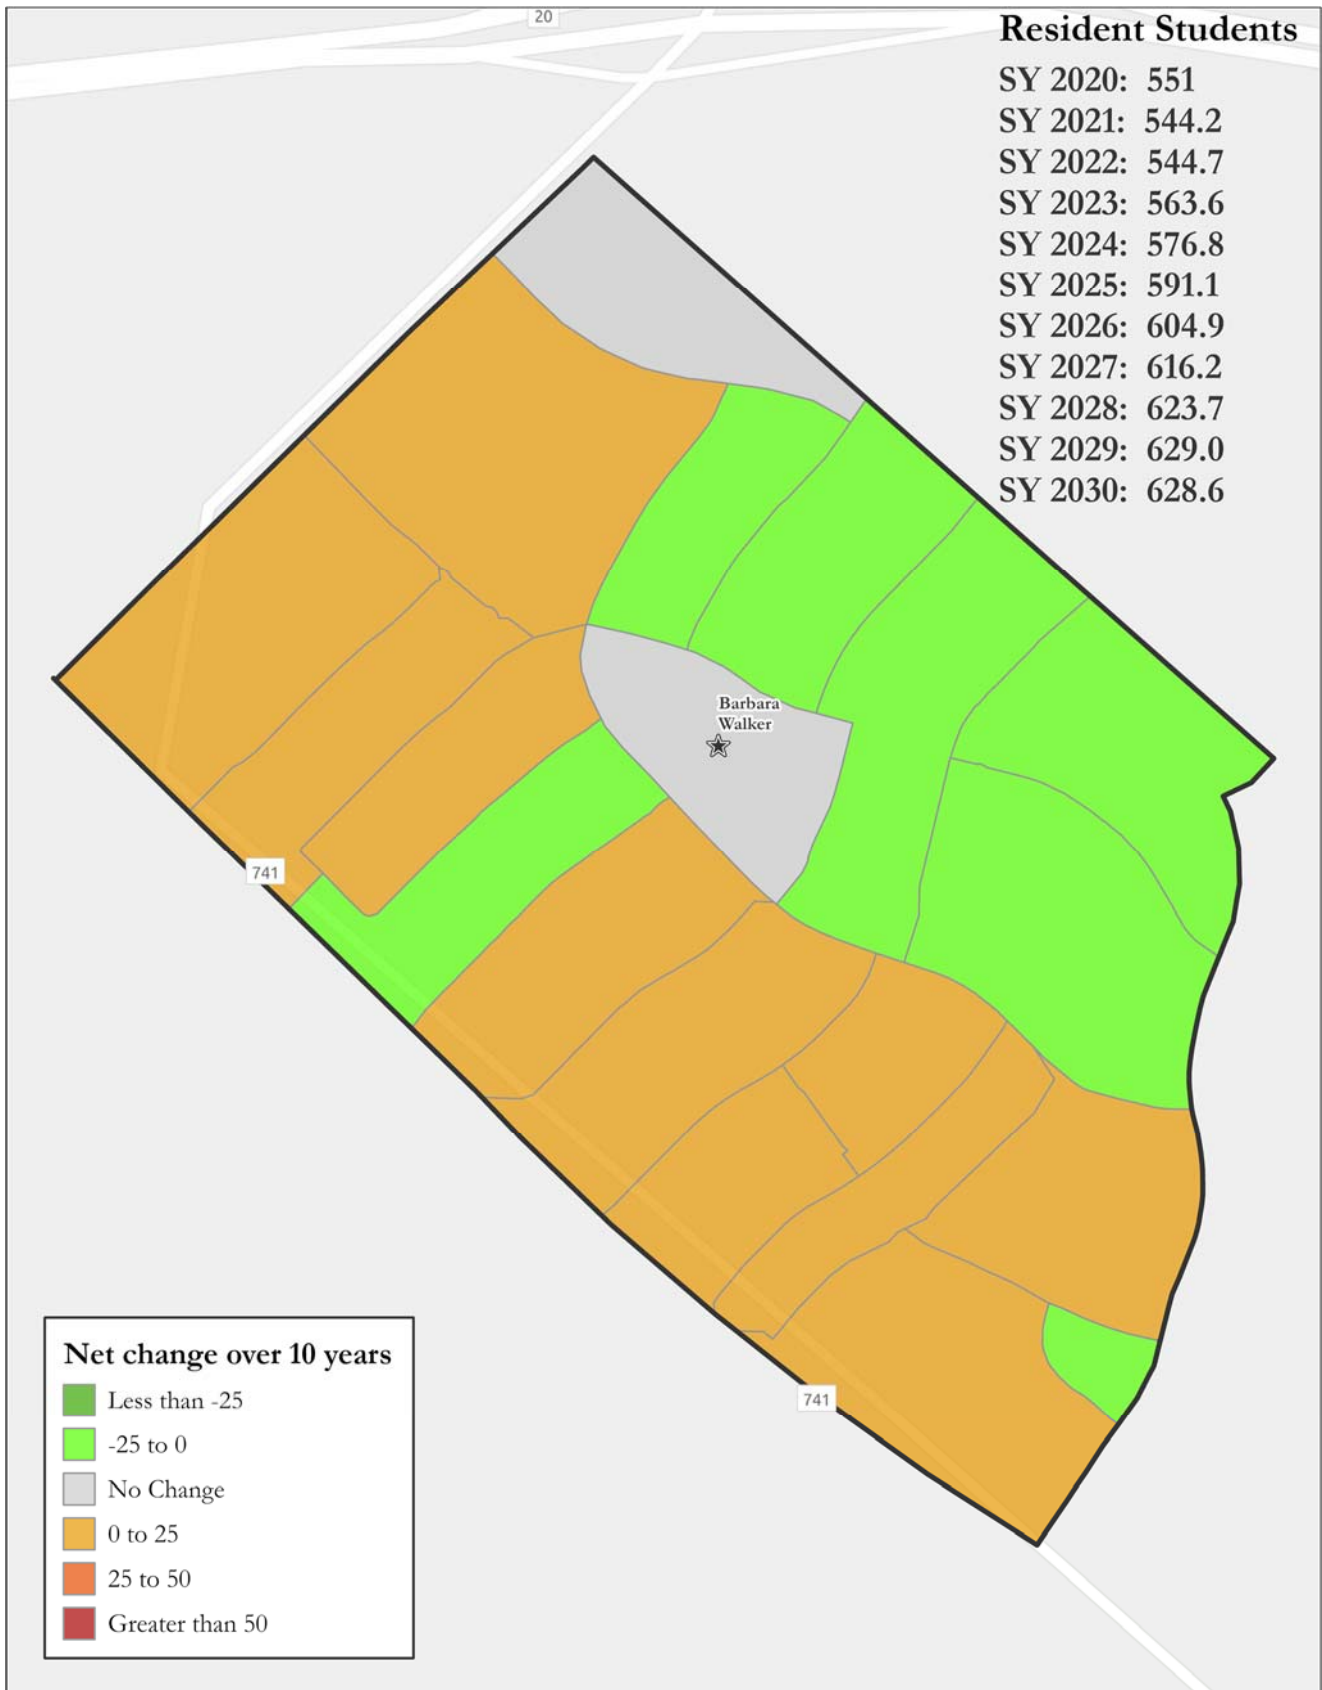 20
Resident Students
SY 2020: 551
SY 2021: 544.2
SY 2022: 544.7
SY 2023: 563.6
SY 2024: 576.8
SY 2025: 591.1
SY 2026: 604.9
SY 2027: 616.2
SY 2028: 623.7
SY 2029: 629.0
SY 2030: 628.6
Barbara
Walker
741
741
Net change over 10 years
Less than -25
-25 to 0
No Change
0 to 25
25 to 50
Greater than 50